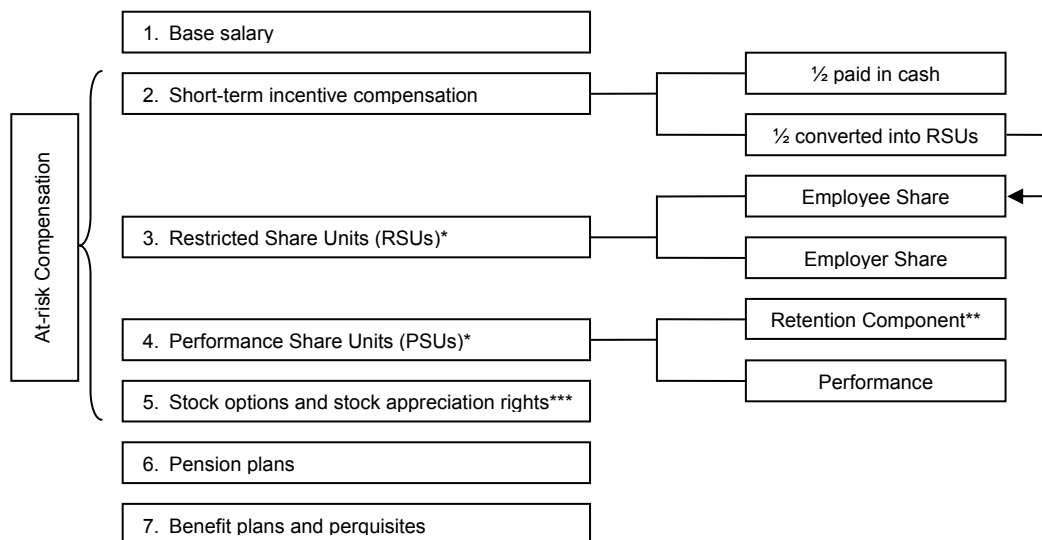 1. Base salary
2. Short-term incentive compensation
½ paid in cash
½ converted into RSUs
At-risk Compensation
3. Restricted Share Units (RSUs)*
Employee Share
Employer Share
4. Performance Share Units (PSUs)*
Retention Component**
Performance
5. Stock options and stock appreciation rights***
6. Pension plans
7. Benefit plans and perquisites